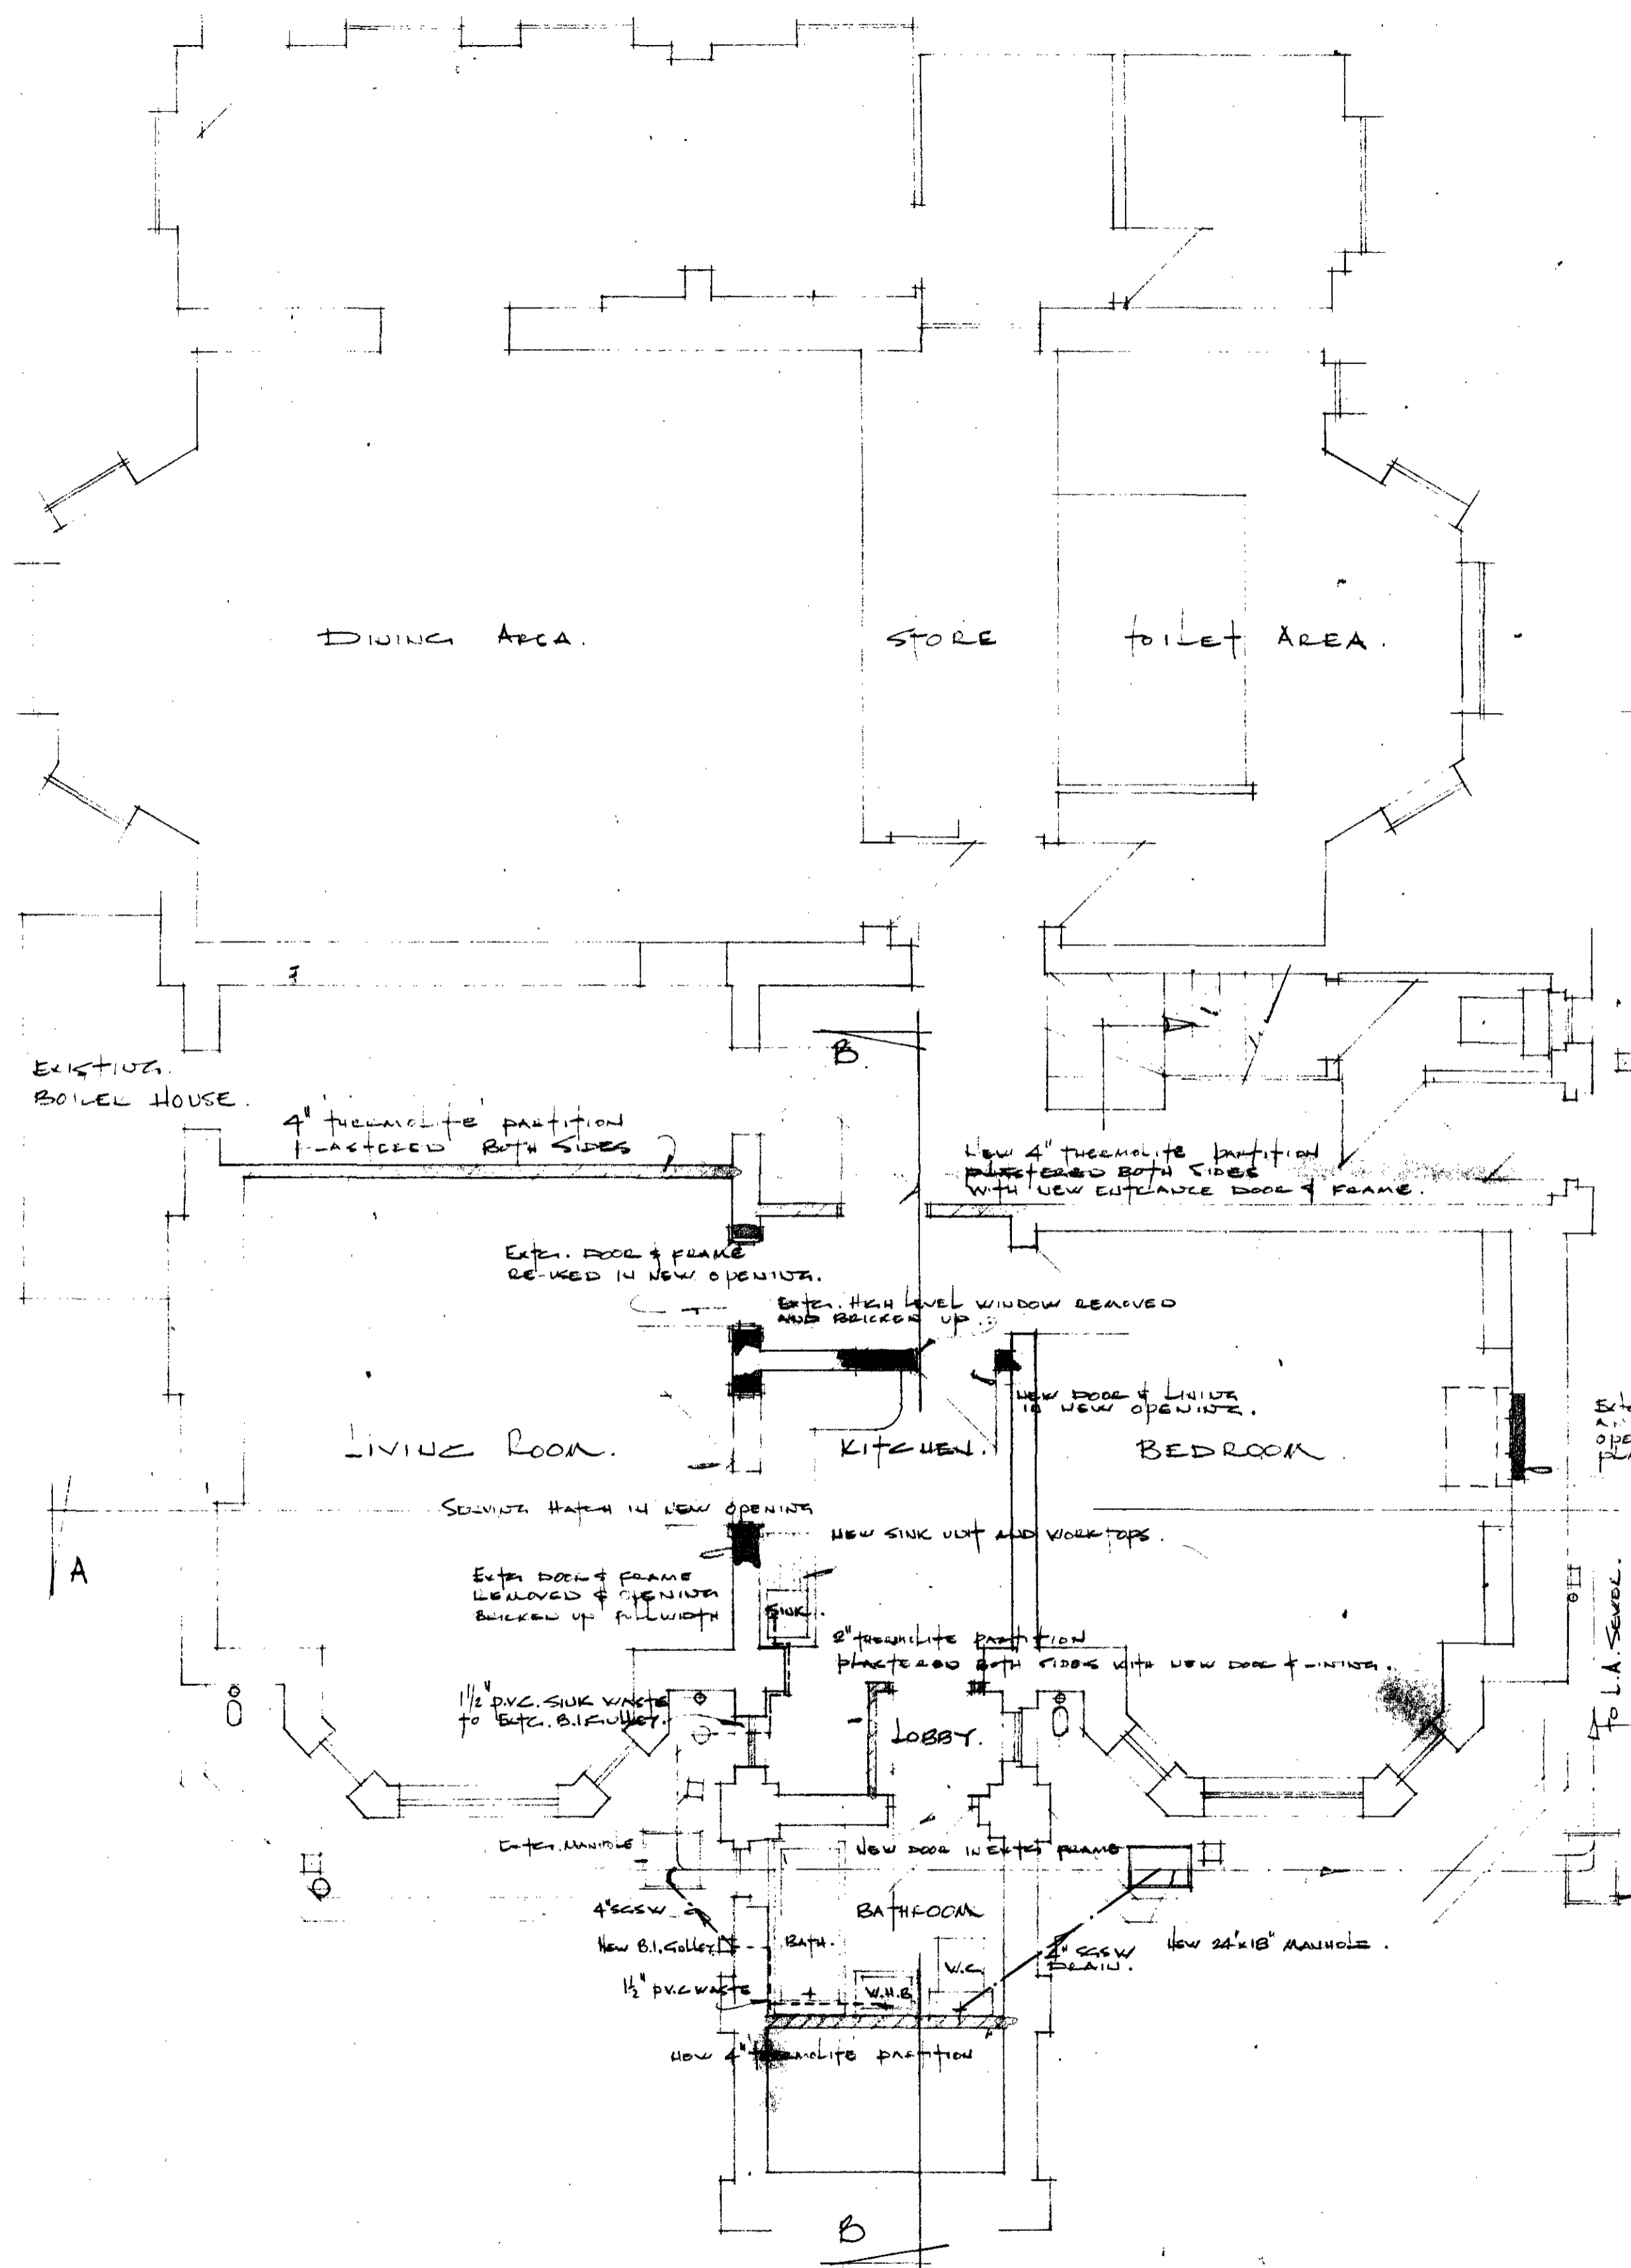 DINING AREA.
STORE
TOILET AREA.
EXISTING.
BOILER HOUSE.
B
4" 'THERMOLITE' PARTITION
BOTH SIDES
NEW 4" THERMOLITE PARTITION
PLASTERED BOTH SIDES
WITH NEW ENTRANCE DOOR & FRAME.
EXTG. DOOR & FRAME
RE-USED IN NEW OPENING.
EXTG. HIGH LEVEL WINDOW REMOVED
AND BRICKED UP.
NEW DOOR & LINING
IN NEW OPENING.
LIVING ROOM.
KITCHEN.
BEDROOM
SERVING HATCH IN NEW OPENING
NEW SINK UNIT AND WORKTOPS.
A
EXTG DOOR & FRAME
REMOVED & OPENING
BRICKED UP FULL WIDTH
SINK.
2" THERMILITE PARTITION
PLASTERED BOTH SIDES WITH NEW DOOR & LINING.
TO L.A. SEWER.
1½" P.V.C. SINK WASTE
TO EXTG. B.I. GULLEY.
LOBBY.
EXTG. MANHOLE
NEW DOOR IN EXTG FRAME
4" SGSW
BATHROOM
NEW B.I. GULLEY
BATH.
4" SGSW
DRAIN.
NEW 24"x18" MANHOLE.
W.C.
1½" P.V.C WASTE
W.H.B
NEW 4" THERMOLITE PARTITION
B